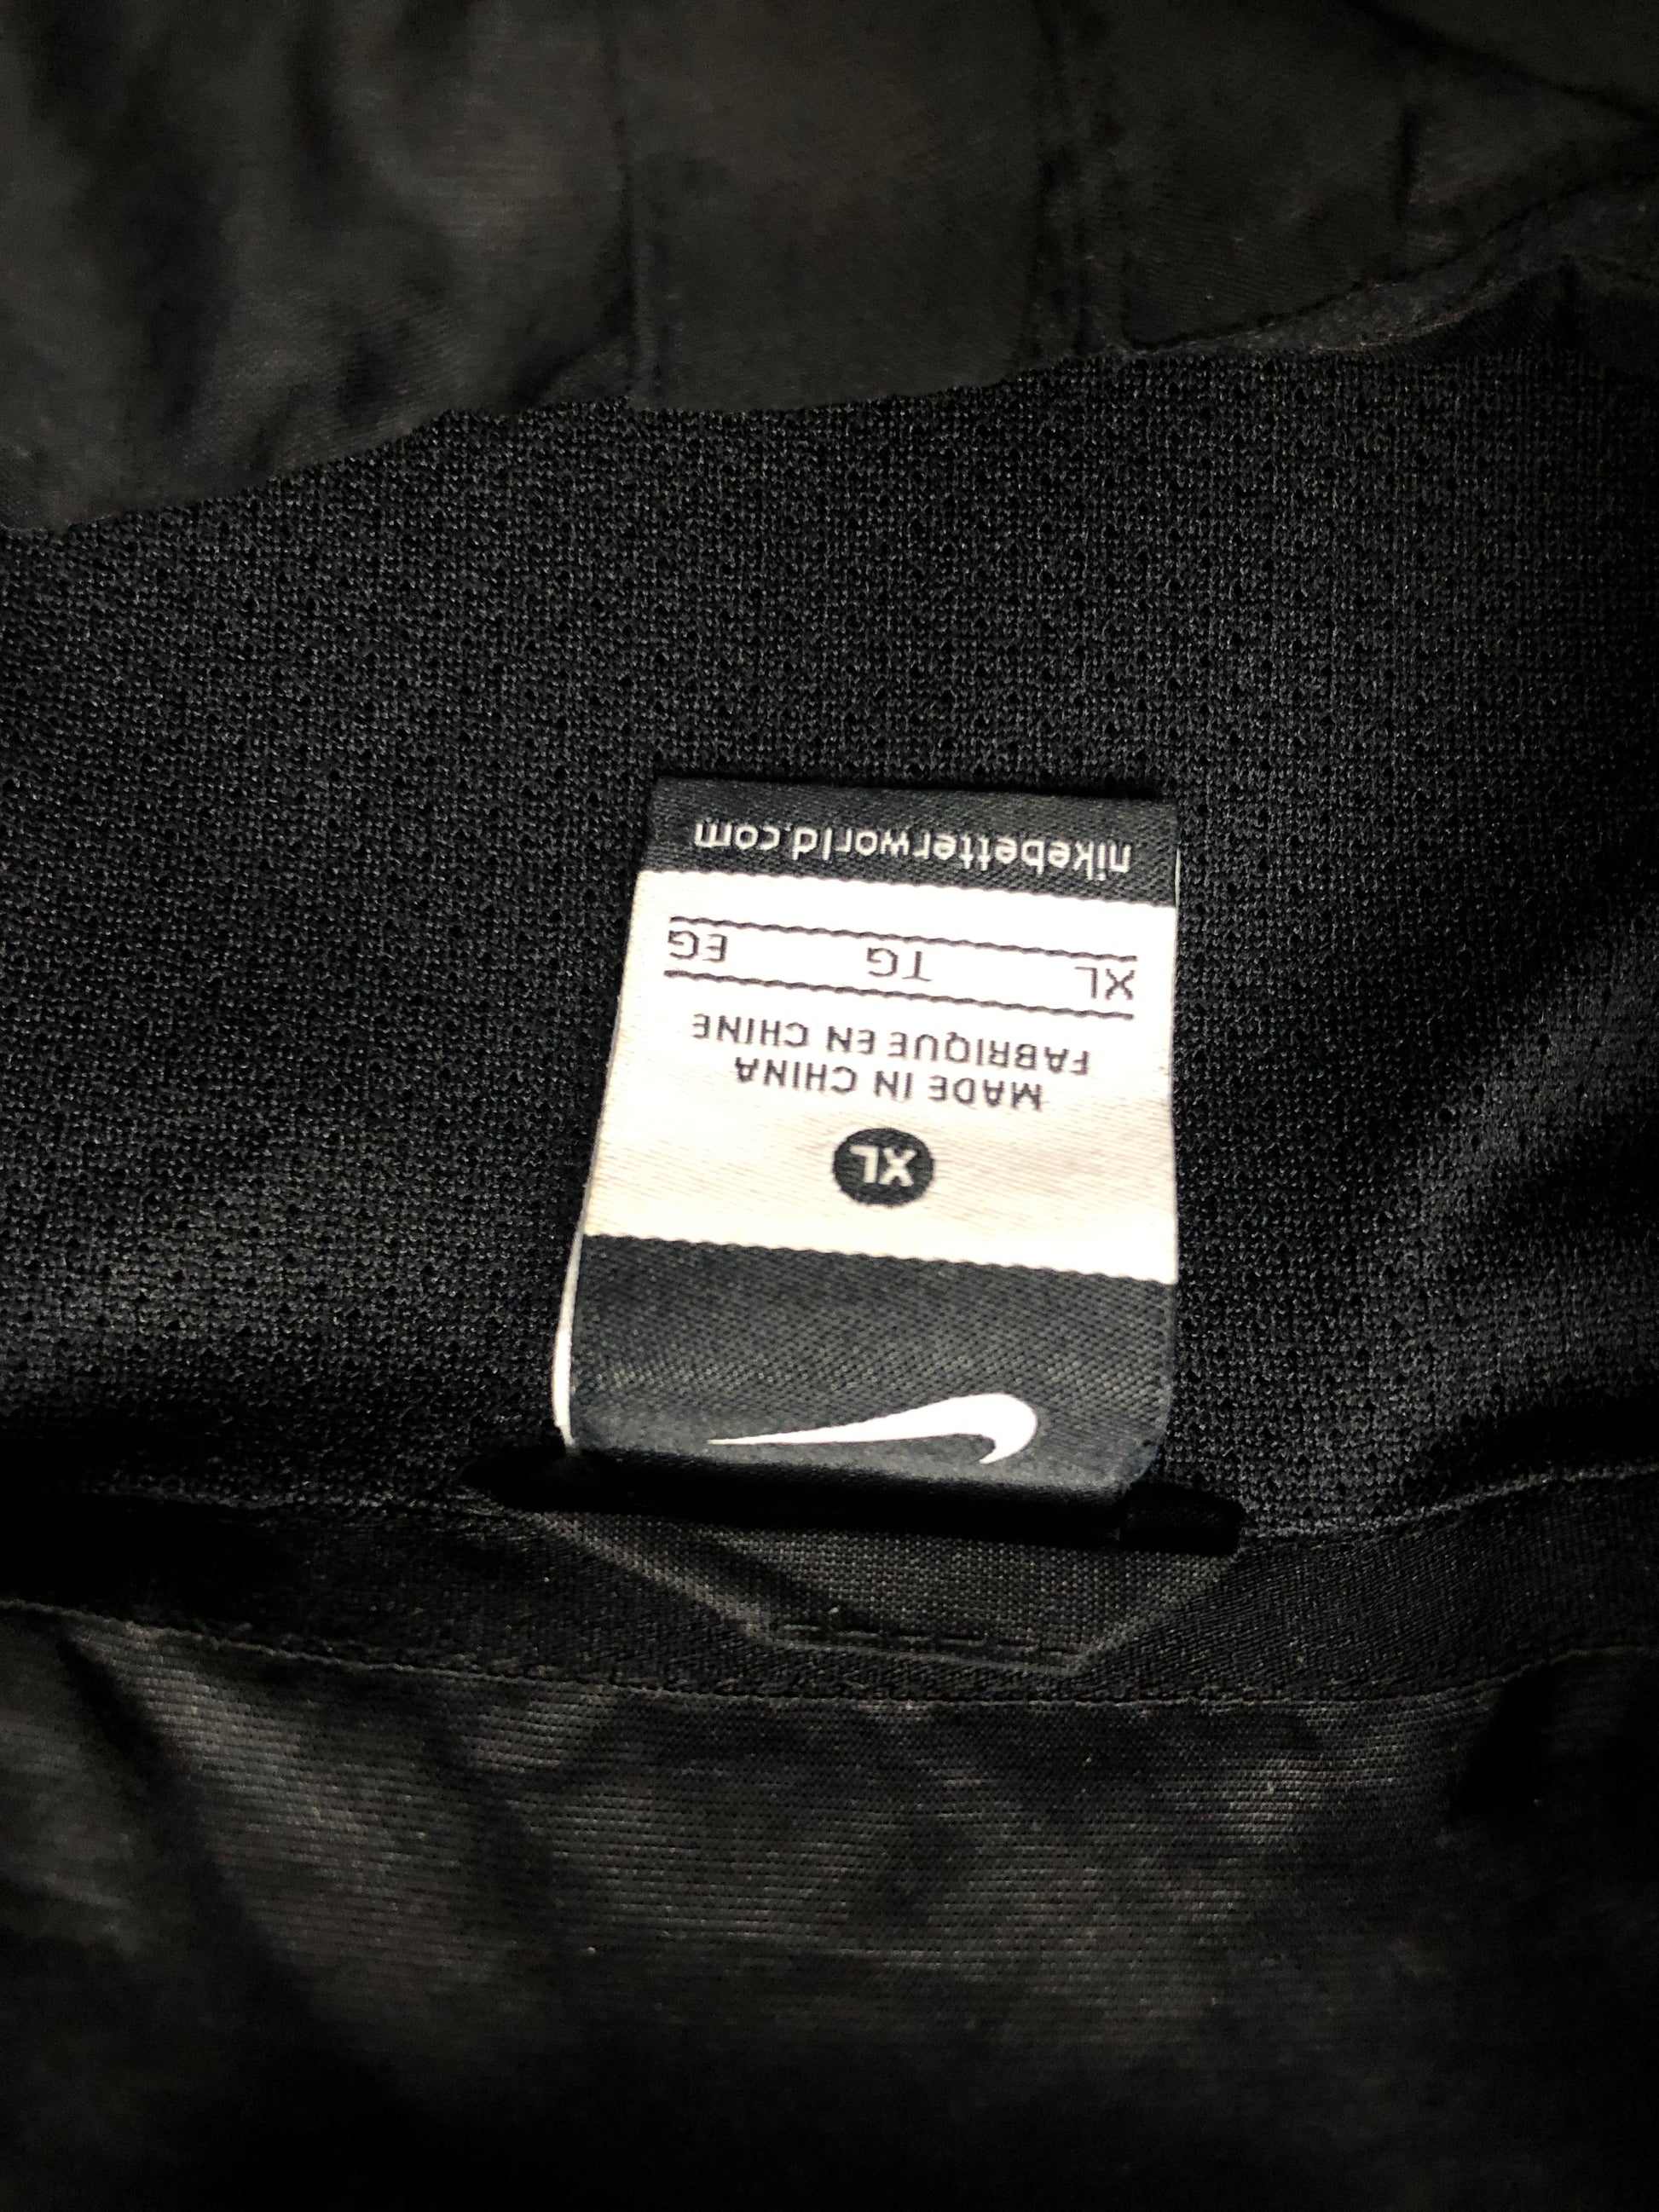 XL
MADE IN CHINA
FABRIQUE EN CHINE
XL TG EG
nikebetterworld.com